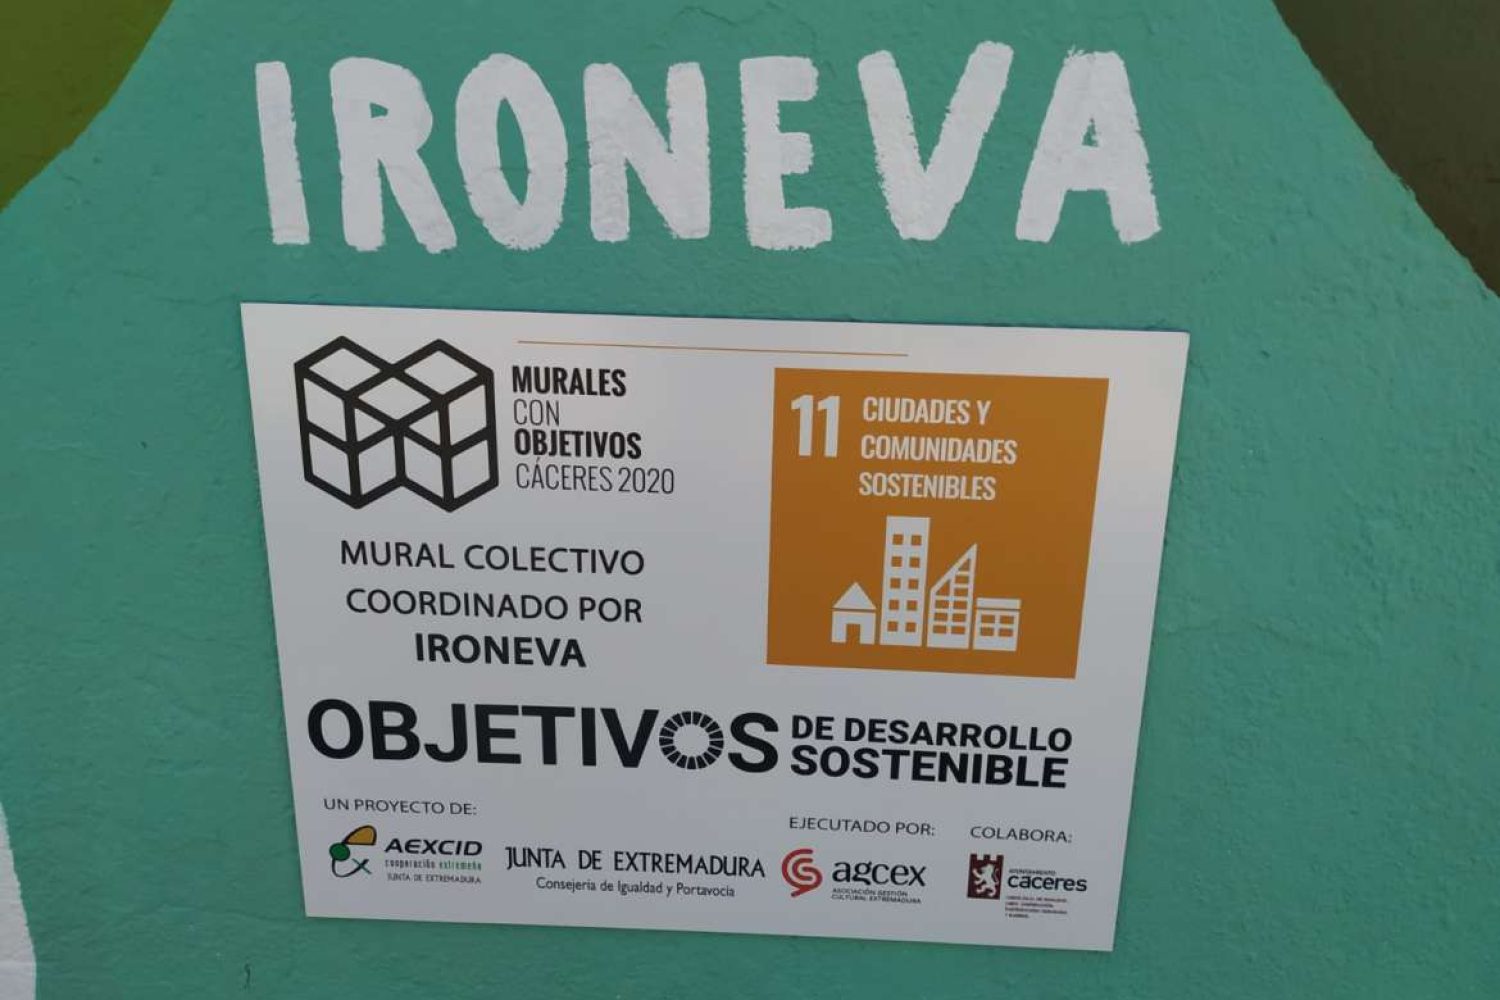 IRONEVA
MURALES
CON
OBJETIVOS
CÁCERES 2020
11
CIUDADES Y
COMUNIDADES
SOSTENIBLES
MURAL COLECTIVO
COORDINADO POR
IRONEVA
OBJETIVOS
DE DESARROLLO
SOSTENIBLE
UN PROYECTO DE:
AEXCID
cooperación extremeña
JUNTA DE EXTREMADURA
JUNTA DE EXTREMADURA
Consejería de Igualdad y Portavocía
EJECUTADO POR:
agcex
ASOCIACIÓN GESTIÓN
CULTURAL EXTREMADURA
COLABORA:
AYUNTAMIENTO
cáceres